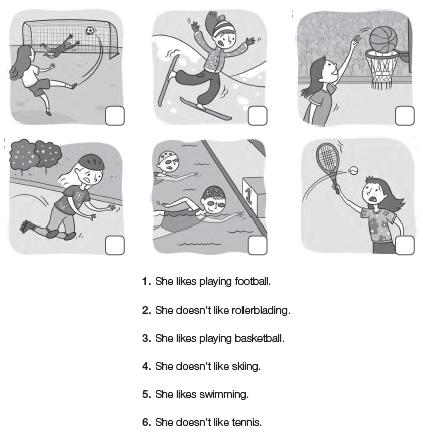 1. She likes playing football.
2. She doesn't like rollerblading.
3. She likes playing basketball.
4. She doesn't like skiing.
5. She likes swimming.
6. She doesn't like tennis.